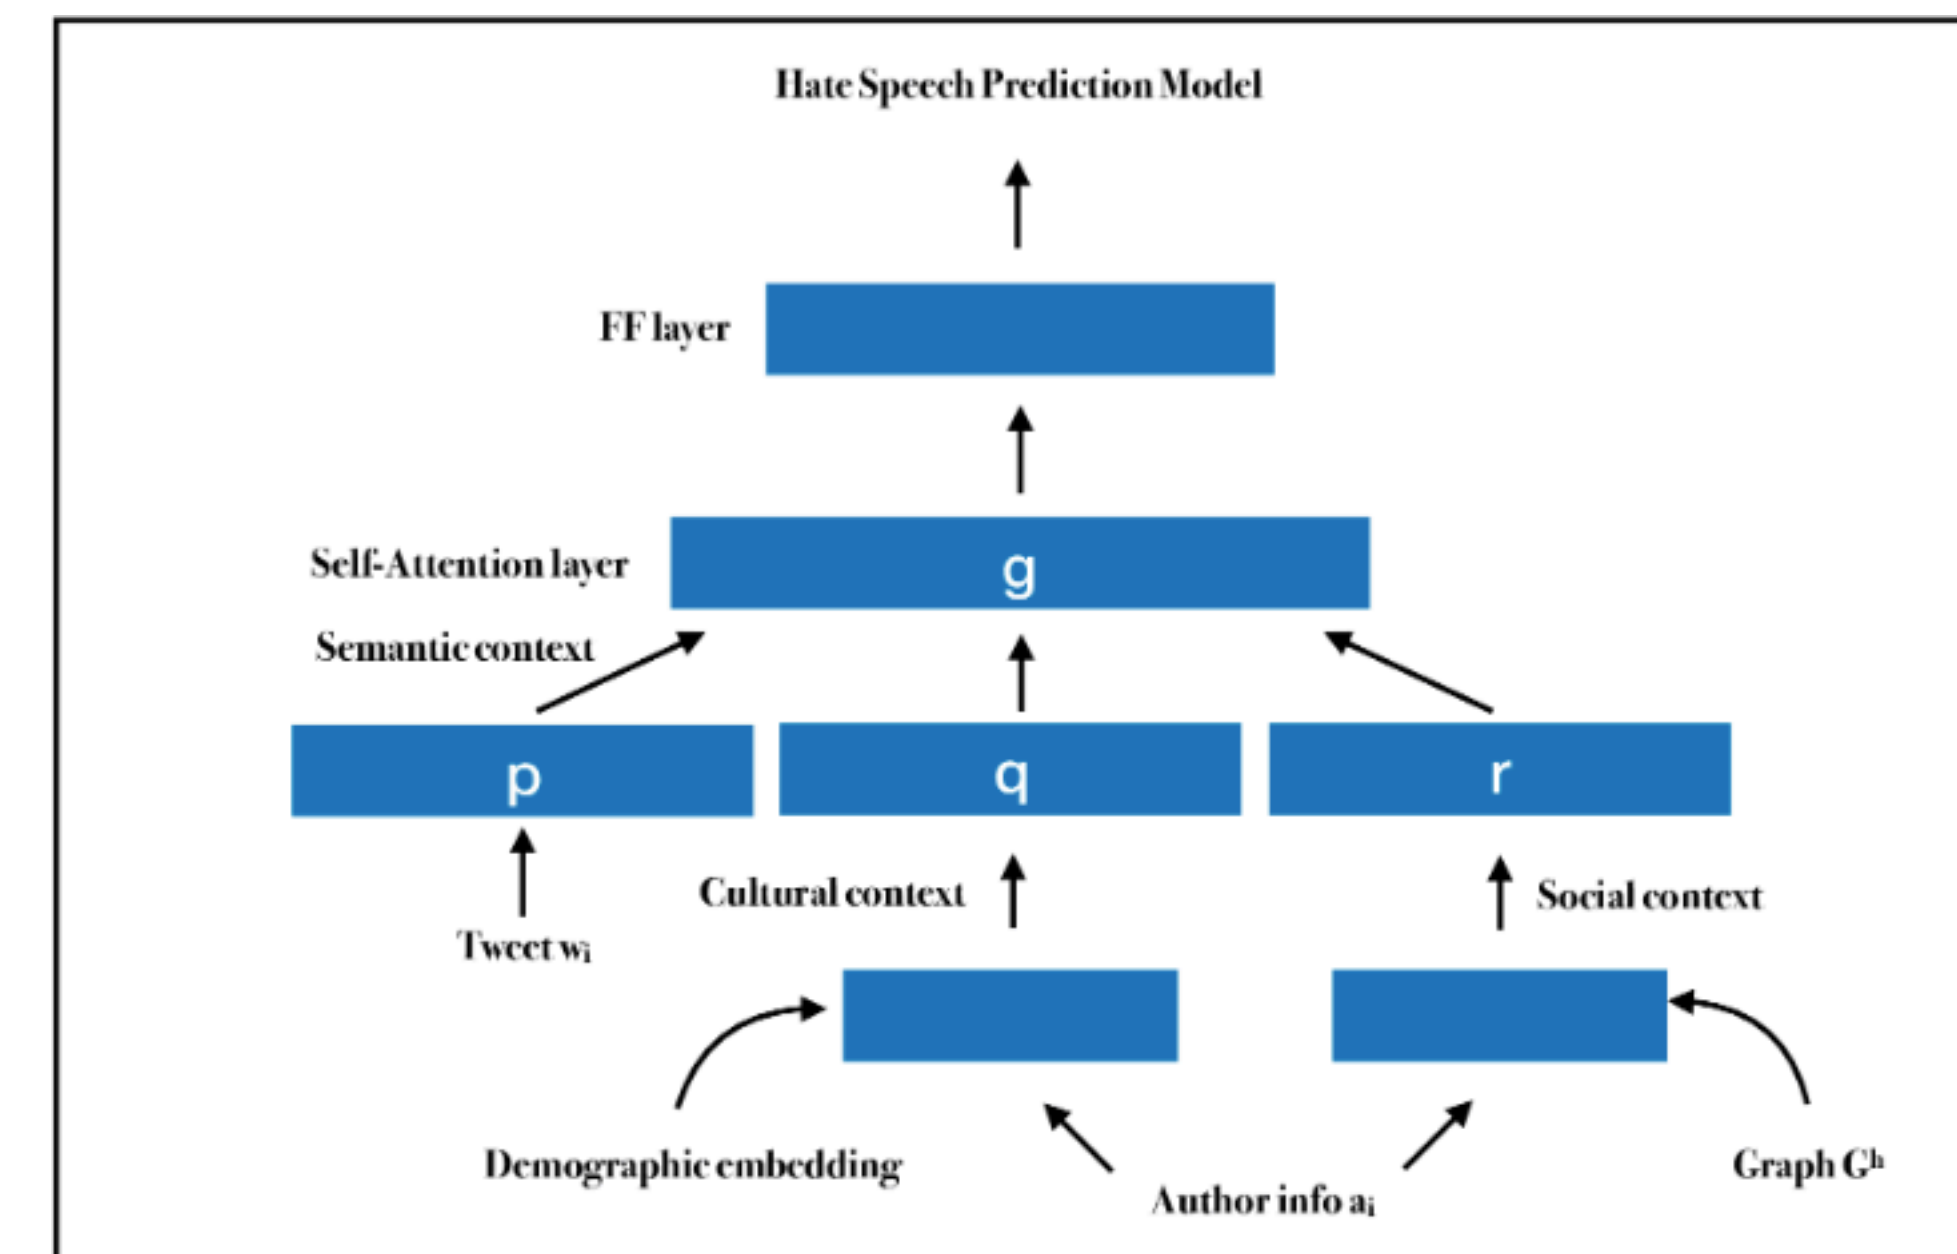 Hate Speech Prediction Model
FF layer
Self-Attention layer
g
Semantic context
p
q
r
Cultural context
Social context
Tweet wᵢ
Demographic embedding
Author info aᵢ
Graph Gʰ